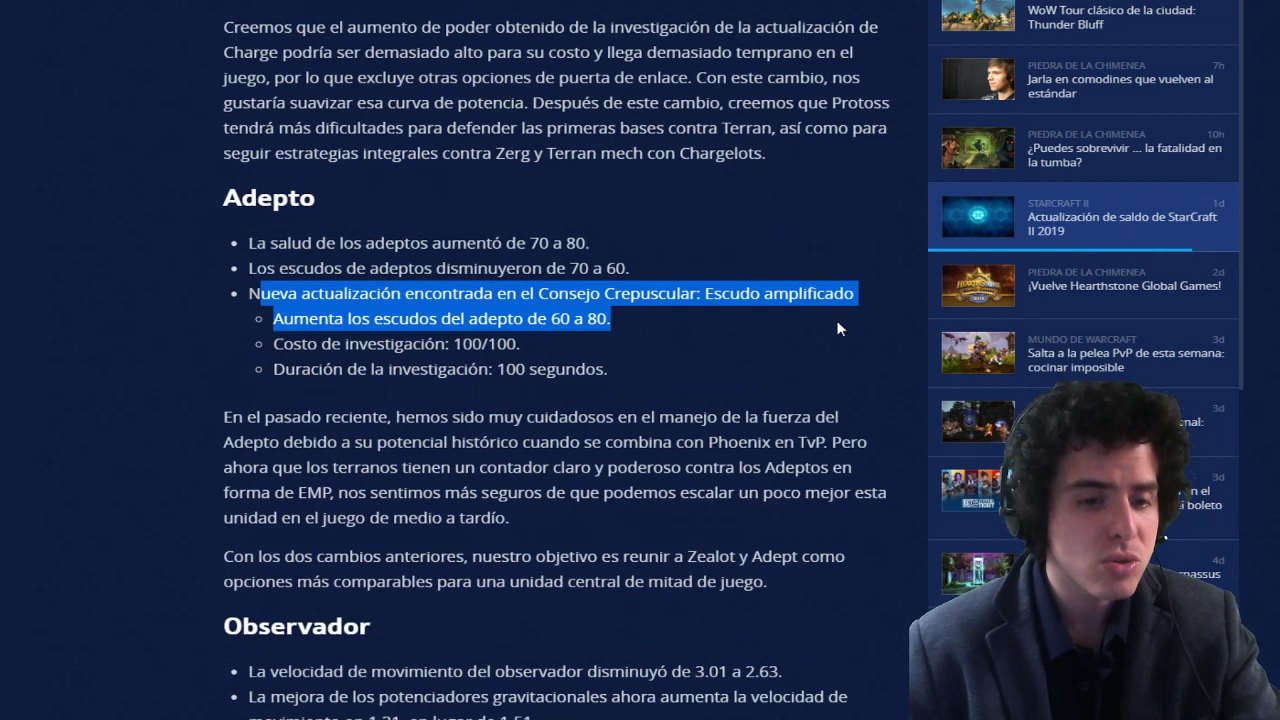 Creemos que el aumento de poder obtenido de la investigación de la actualización de
Charge podría ser demasiado alto para su costo y llega demasiado temprano en el
juego, por lo que excluye otras opciones de puerta de enlace. Con este cambio, nos
gustaría suavizar esa curva de potencia. Después de este cambio, creemos que Protoss
tendrá más dificultades para defender las primeras bases contra Terran, así como para
seguir estrategias integrales contra Zerg y Terran mech con Chargelots.
Adepto
La salud de los adeptos aumentó de 70 a 80.
Los escudos de adeptos disminuyeron de 70 a 60.
Nueva actualización encontrada en el Consejo Crepuscular: Escudo amplificado
Aumenta los escudos del adepto de 60 a 80.
Costo de investigación: 100/100.
Duración de la investigación: 100 segundos.
En el pasado reciente, hemos sido muy cuidadosos en el manejo de la fuerza del
Adepto debido a su potencial histórico cuando se combina con Phoenix en TvP. Pero
ahora que los terranos tienen un contador claro y poderoso contra los Adeptos en
forma de EMP, nos sentimos más seguros de que podemos escalar un poco mejor esta
unidad en el juego de medio a tardío.
Con los dos cambios anteriores, nuestro objetivo es reunir a Zealot y Adept como
opciones más comparables para una unidad central de mitad de juego.
Observador
La velocidad de movimiento del observador disminuyó de 3.01 a 2.63.
La mejora de los potenciadores gravitacionales ahora aumenta la velocidad de
movimiento en 1.31, en lugar de 1.51.
WoW Tour clásico de la ciudad:
Thunder Bluff
PIEDRA DE LA CHIMENEA 7h
Jarla en comodines que vuelven al
estándar
PIEDRA DE LA CHIMENEA 10h
¿Puedes sobrevivir ... la fatalidad en
la tumba?
STARCRAFT II 1d
Actualización de saldo de StarCraft
II 2019
PIEDRA DE LA CHIMENEA 2d
¡Vuelve Hearthstone Global Games!
MUNDO DE WARCRAFT 3d
Salta a la pelea PvP de esta semana:
cocinar imposible
3d
nal:
3d
en el
boleto
4d